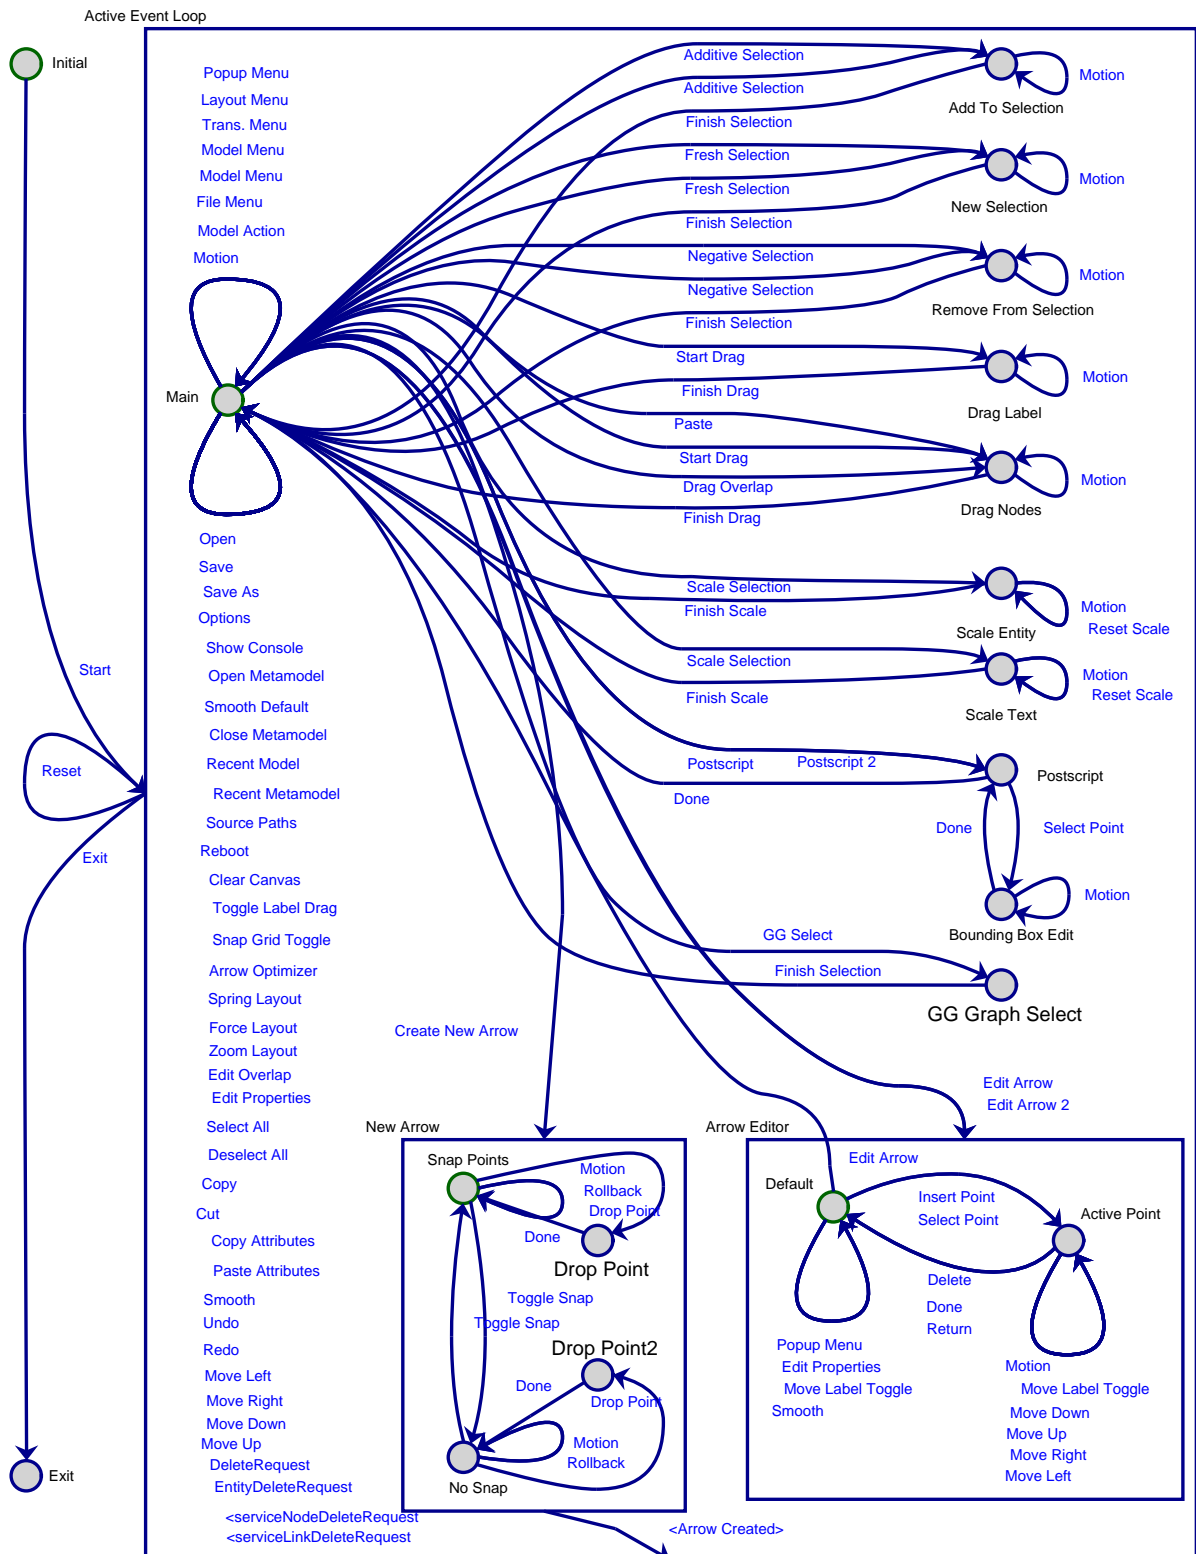 Active Event Loop
Initial
Popup Menu
Layout Menu
Trans. Menu
Model Menu
Model Menu
File Menu
Model Action
Motion
Main
Additive Selection
Additive Selection
Finish Selection
Motion
Add To Selection
Fresh Selection
Fresh Selection
Finish Selection
Motion
New Selection
Negative Selection
Negative Selection
Finish Selection
Motion
Remove From Selection
Start Drag
Finish Drag
Motion
Drag Label
Paste
Start Drag
Drag Overlap
Finish Drag
Motion
Drag Nodes
Scale Selection
Finish Scale
Motion
Reset Scale
Scale Entity
Scale Selection
Finish Scale
Motion
Reset Scale
Scale Text
Postscript
Postscript 2
Done
Postscript
Done
Select Point
Motion
Bounding Box Edit
GG Select
Finish Selection
GG Graph Select
Start
Reset
Exit
Exit
Open
Save
Save As
Options
Show Console
Open Metamodel
Smooth Default
Close Metamodel
Recent Model
Recent Metamodel
Source Paths
Reboot
Clear Canvas
Toggle Label Drag
Snap Grid Toggle
Arrow Optimizer
Spring Layout
Force Layout
Zoom Layout
Edit Overlap
Edit Properties
Select All
Deselect All
Copy
Cut
Copy Attributes
Paste Attributes
Smooth
Undo
Redo
Move Left
Move Right
Move Down
Move Up
DeleteRequest
EntityDeleteRequest
<serviceNodeDeleteRequest
<serviceLinkDeleteRequest
Create New Arrow
New Arrow
Snap Points
Motion
Rollback
Drop Point
Done
Drop Point
Toggle Snap
Toggle Snap
Drop Point2
Done
Drop Point
Motion
Rollback
No Snap
<Arrow Created>
Edit Arrow
Edit Arrow 2
Arrow Editor
Edit Arrow
Default
Insert Point
Select Point
Active Point
Delete
Done
Return
Popup Menu
Edit Properties
Move Label Toggle
Smooth
Motion
Move Label Toggle
Move Down
Move Up
Move Right
Move Left